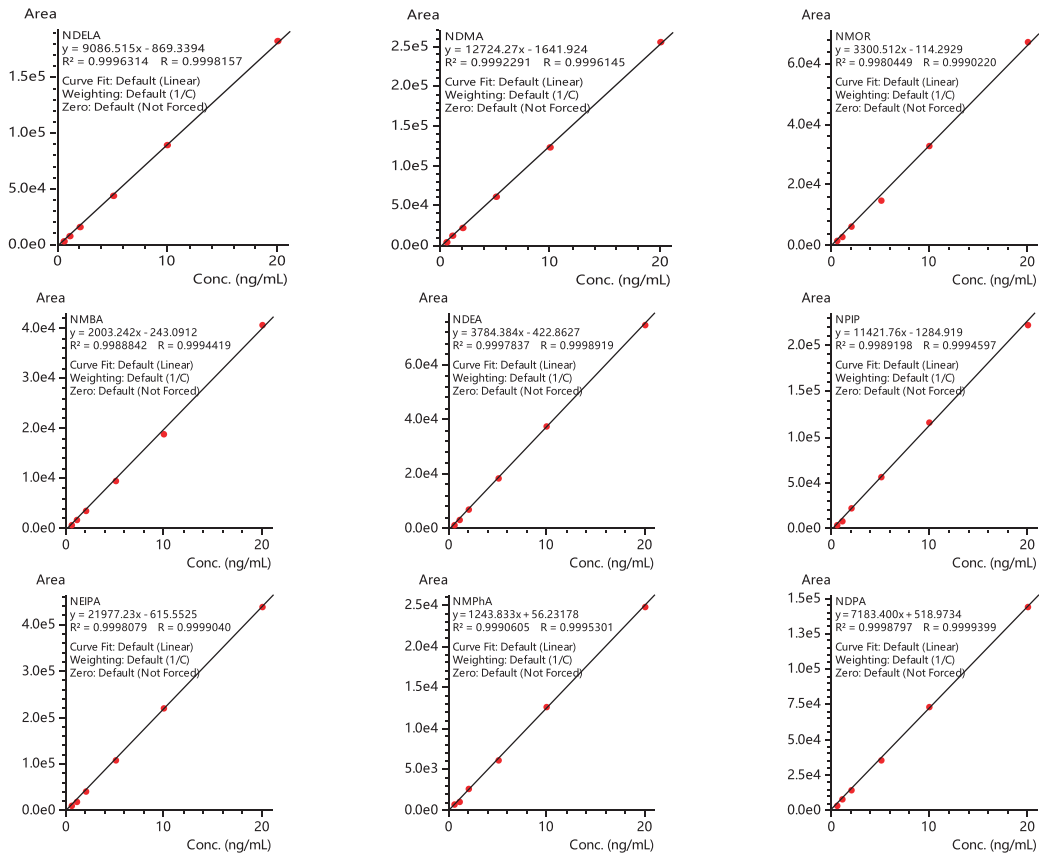 Area
NDELA
y = 9086.515x - 869.3394
R² = 0.9996314 R = 0.9998157
Curve Fit: Default (Linear)
Weighting: Default (1/C)
Zero: Default (Not Forced)
1.5e5
1.0e5
5.0e4
0.0e0
0 10 20
Conc. (ng/mL)
Area
NDMA
y = 12724.27x - 1641.924
R² = 0.9992291 R = 0.9996145
Curve Fit: Default (Linear)
Weighting: Default (1/C)
Zero: Default (Not Forced)
2.5e5
2.0e5
1.5e5
1.0e5
5.0e4
0.0e0
0 10 20
Conc. (ng/mL)
Area
NMOR
y = 3300.512x - 114.2929
R² = 0.9980449 R = 0.9990220
Curve Fit: Default (Linear)
Weighting: Default (1/C)
Zero: Default (Not Forced)
6.0e4
4.0e4
2.0e4
0.0e0
0 10 20
Conc. (ng/mL)
Area
NMBA
y = 2003.242x - 243.0912
R² = 0.9988842 R = 0.9994419
Curve Fit: Default (Linear)
Weighting: Default (1/C)
Zero: Default (Not Forced)
4.0e4
3.0e4
2.0e4
1.0e4
0.0e0
0 10 20
Conc. (ng/mL)
Area
NDEA
y = 3784.384x - 422.8627
R² = 0.9997837 R = 0.9998919
Curve Fit: Default (Linear)
Weighting: Default (1/C)
Zero: Default (Not Forced)
6.0e4
4.0e4
2.0e4
0.0e0
0 10 20
Conc. (ng/mL)
Area
NPIP
y = 11421.76x - 1284.919
R² = 0.9989198 R = 0.9994597
Curve Fit: Default (Linear)
Weighting: Default (1/C)
Zero: Default (Not Forced)
2.0e5
1.5e5
1.0e5
5.0e4
0.0e0
0 10 20
Conc. (ng/mL)
Area
NEIPA
y = 21977.23x - 615.5525
R² = 0.9998079 R = 0.9999040
Curve Fit: Default (Linear)
Weighting: Default (1/C)
Zero: Default (Not Forced)
4.0e5
3.0e5
2.0e5
1.0e5
0.0e0
0 10 20
Conc. (ng/mL)
Area
NMPhA
y = 1243.833x + 56.23178
R² = 0.9990605 R = 0.9995301
Curve Fit: Default (Linear)
Weighting: Default (1/C)
Zero: Default (Not Forced)
2.5e4
2.0e4
1.5e4
1.0e4
5.0e3
0.0e0
0 10 20
Conc. (ng/mL)
Area
NDPA
y = 7183.400x + 518.9734
R² = 0.9998797 R = 0.9999399
Curve Fit: Default (Linear)
Weighting: Default (1/C)
Zero: Default (Not Forced)
1.5e5
1.3e5
1.0e5
7.5e4
5.0e4
2.5e4
0.0e0
0 10 20
Conc. (ng/mL)